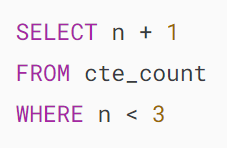 SELECT n + 1
FROM cte_count
WHERE n < 3